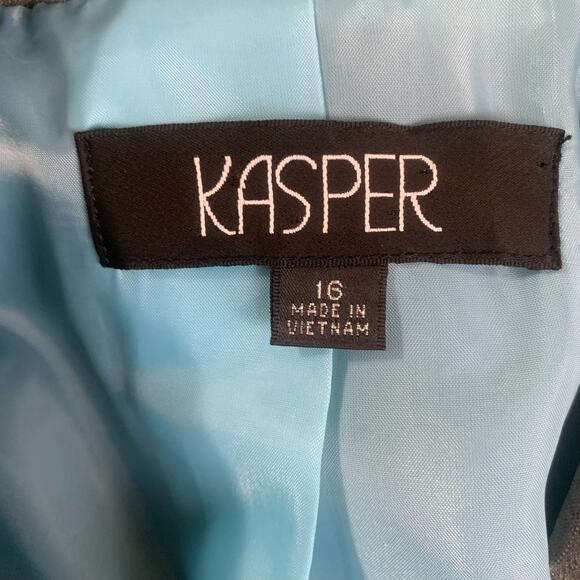 KASPER
16
MADE IN
VIETNAM